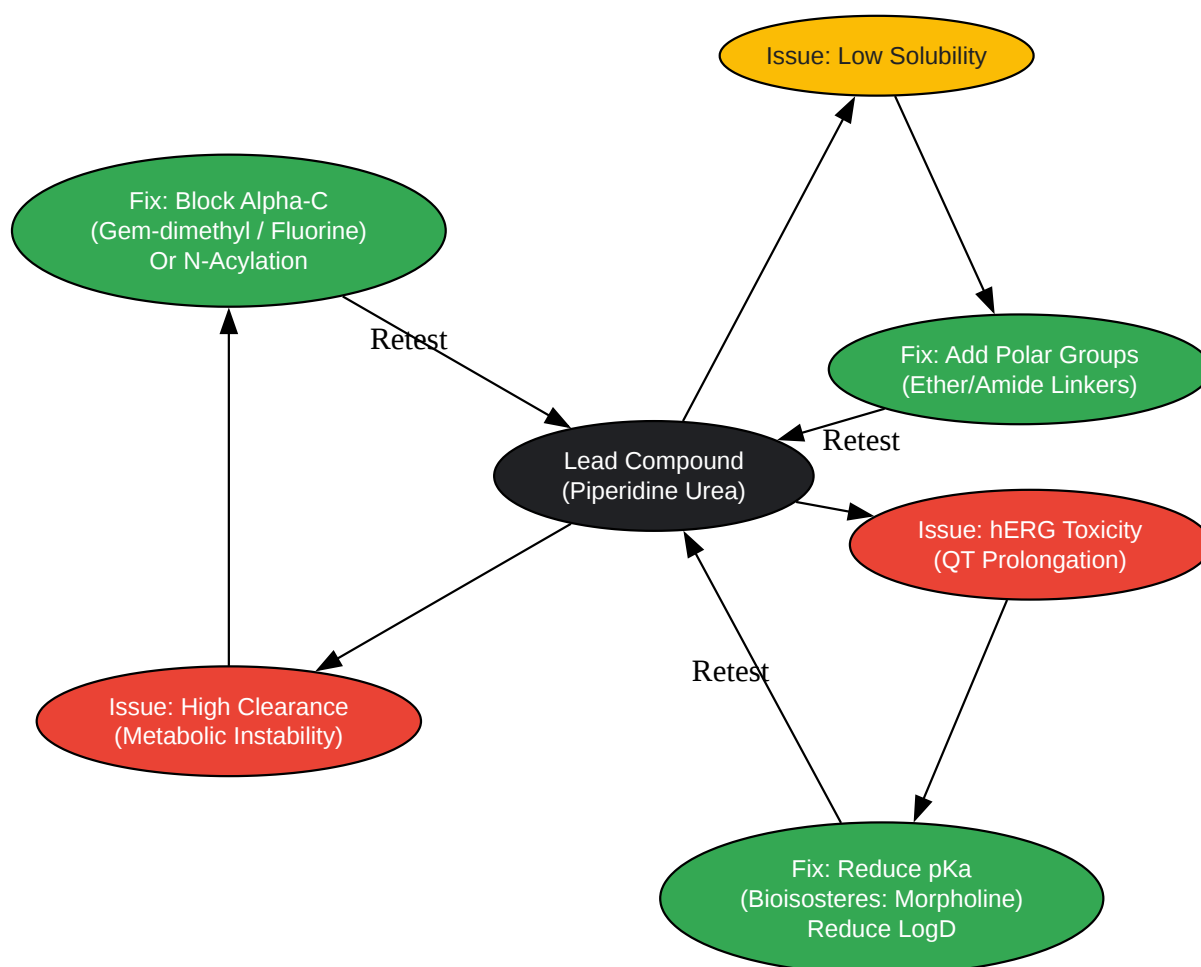 Issue: Low Solubility
Fix: Block Alpha-C
(Gem-dimethyl / Fluorine)
Or N-Acylation
Retest
Fix: Add Polar Groups
(Ether/Amide Linkers)
Retest
Lead Compound
(Piperidine Urea)
Issue: hERG Toxicity
(QT Prolongation)
Retest
Issue: High Clearance
(Metabolic Instability)
Fix: Reduce pKa
(Bioisosteres: Morpholine)
Reduce LogD